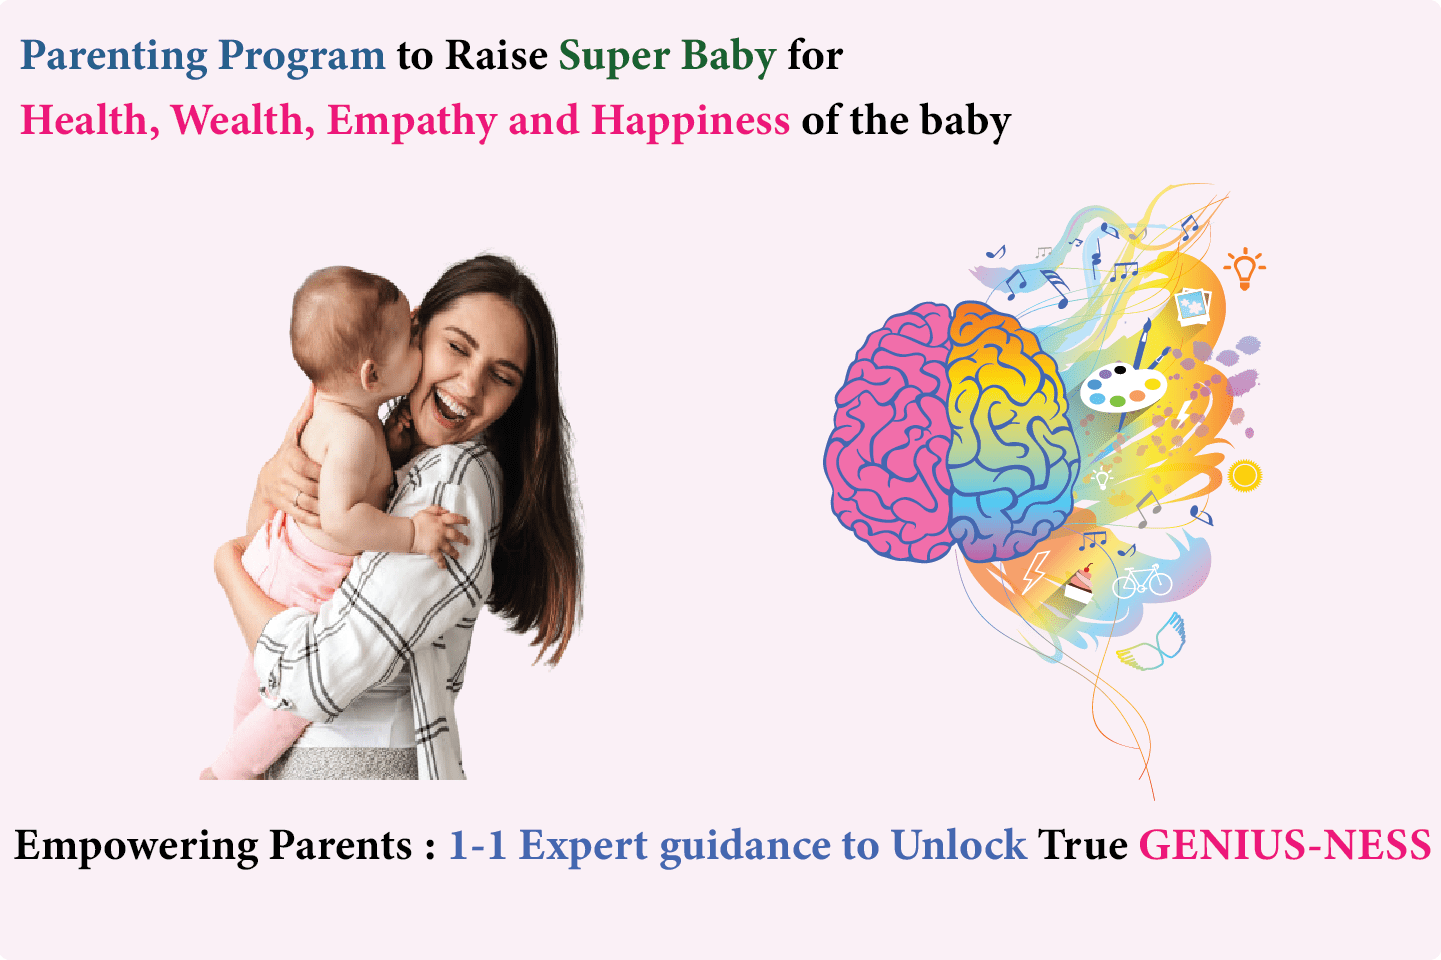 Parenting Program to Raise Super Baby for
Health, Wealth, Empathy and Happiness of the baby
Empowering Parents : 1-1 Expert guidance to Unlock True GENIUS-NESS